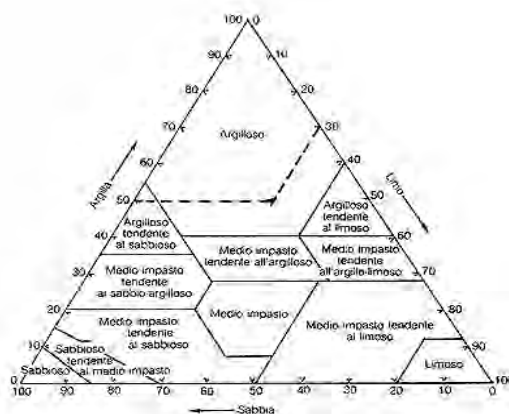 100 0
90 10
80 20
70 30
60 40
50 50
40 60
30 70
20 80
10 90
0 100
Argilla
Limo
Argilloso
Argilloso
tendente
al sabbioso
Argilloso
tendente
al limoso
Medio impasto
tendente all'argilloso
Medio impasto
tendente
all'argillo-limoso
Medio impasto
tendente
al sabbio-argilloso
Medio impasto
tendente
al sabbioso
Medio impasto
Medio impasto tendente
al limoso
Sabbioso
tendente
al medio impasto
Sabbioso
Limoso
100 90 80 70 60 50 40 30 20 10 0
Sabbia